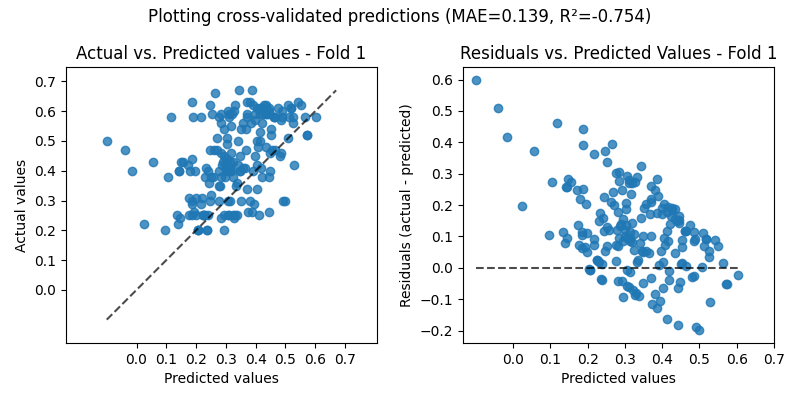 Plotting cross-validated predictions (MAE=0.139, R²=-0.754)
Actual vs. Predicted values - Fold 1
Actual values
0.7
0.6
0.5
0.4
0.3
0.2
0.1
0.0
0.0 0.1 0.2 0.3 0.4 0.5 0.6 0.7
Predicted values
Residuals vs. Predicted Values - Fold 1
Residuals (actual - predicted)
0.6
0.5
0.4
0.3
0.2
0.1
0.0
−0.1
−0.2
0.0 0.1 0.2 0.3 0.4 0.5 0.6 0.7
Predicted values